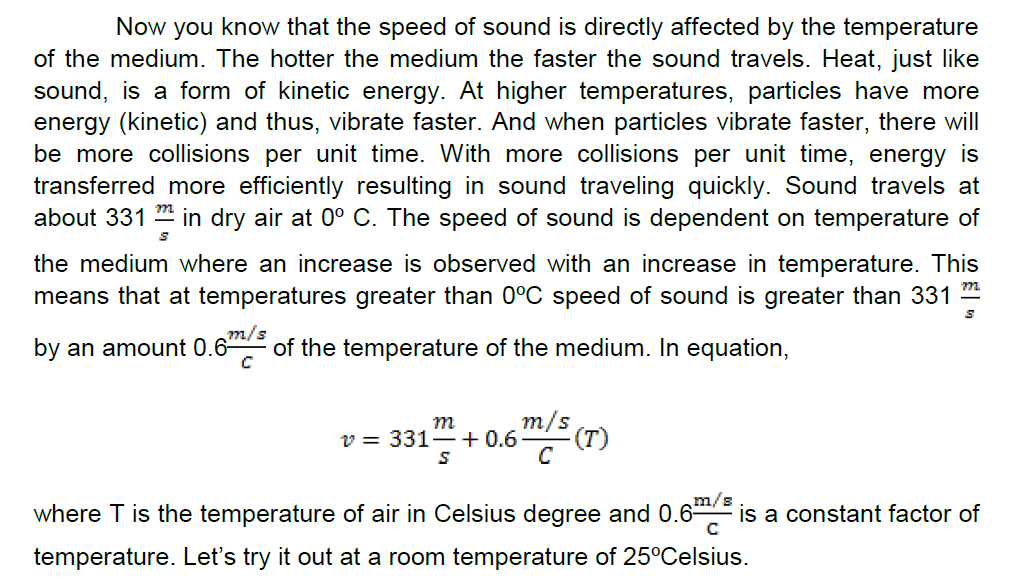 Now you know that the speed of sound is directly affected by the temperature
of the medium. The hotter the medium the faster the sound travels. Heat, just like
sound, is a form of kinetic energy. At higher temperatures, particles have more
energy (kinetic) and thus, vibrate faster. And when particles vibrate faster, there will
be more collisions per unit time. With more collisions per unit time, energy is
transferred more efficiently resulting in sound traveling quickly. Sound travels at
about 331 m/s in dry air at 0º C. The speed of sound is dependent on temperature of
the medium where an increase is observed with an increase in temperature. This
means that at temperatures greater than 0ºC speed of sound is greater than 331 m/s
by an amount 0.6 (m/s)/C of the temperature of the medium. In equation,
v = 331 m/s + 0.6 (m/s)/C (T)
where T is the temperature of air in Celsius degree and 0.6 (m/s)/C is a constant factor of
temperature. Let’s try it out at a room temperature of 25ºCelsius.